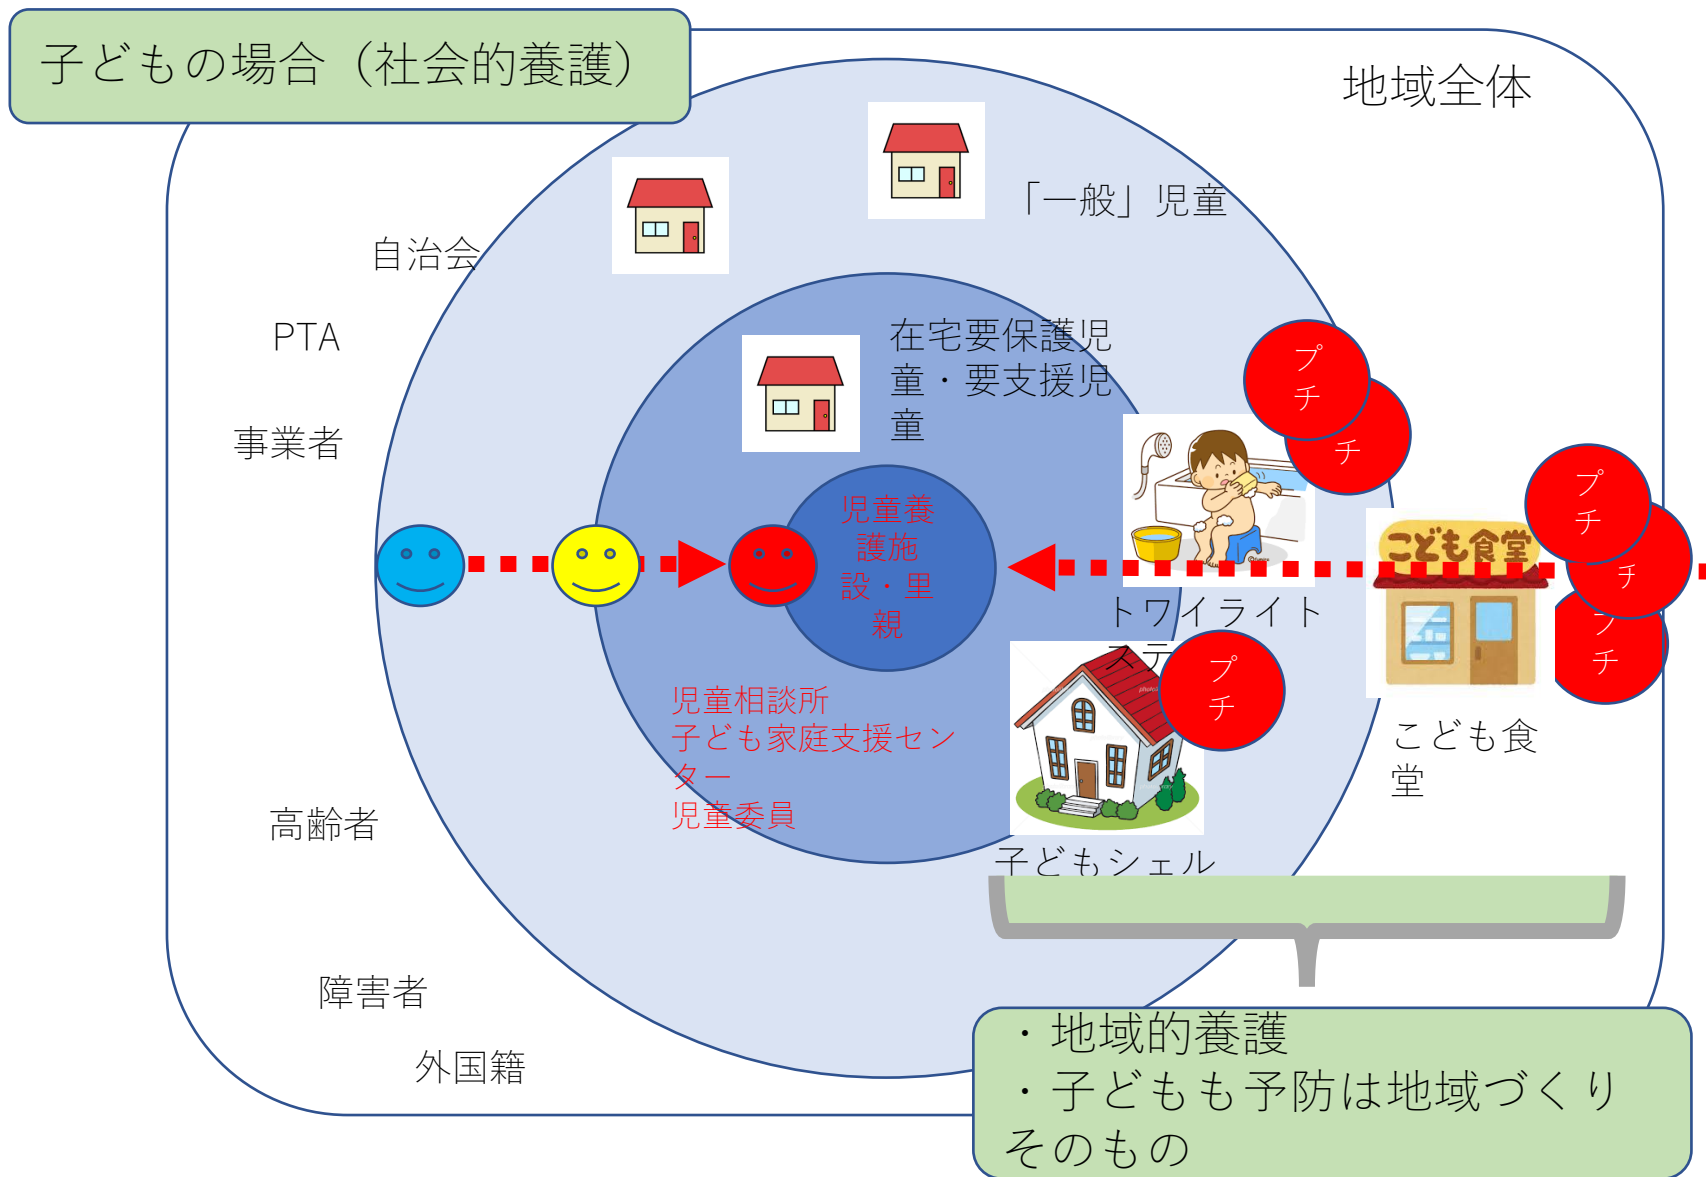 子どもの場合（社会的養護）
地域全体
「一般」児童
自治会
PTA
事業者
在宅要保護児
童・要支援児
童
プ
チ
チ
プ
チ
チ
プ
チ
こども食堂
児童養
護施
設・里
親
トワイライト
ステ
プ
チ
児童相談所
子ども家庭支援セン
ター
児童委員
こども食
堂
高齢者
子どもシェル
障害者
外国籍
・地域的養護
・子どもも予防は地域づくり
そのもの